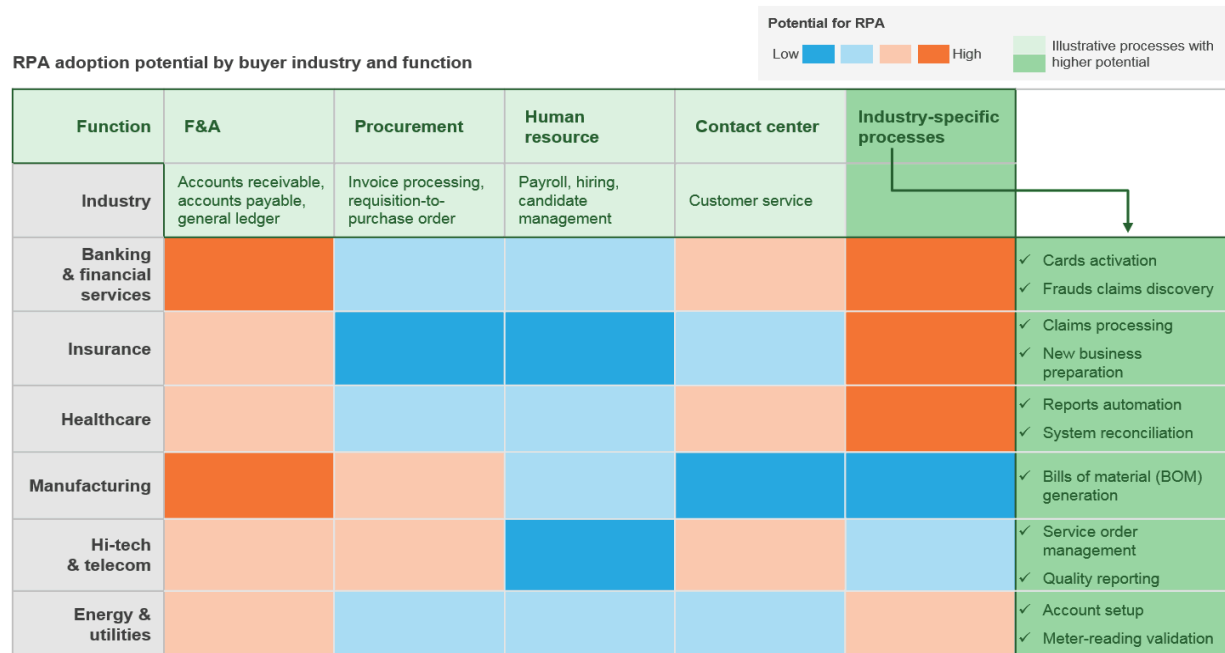 Potential for RPA
Low
High
Illustrative processes with
higher potential
RPA adoption potential by buyer industry and function
Function
F&A
Procurement
Human
resource
Contact center
Industry-specific
processes
Industry
Accounts receivable,
accounts payable,
general ledger
Invoice processing,
requisition-to-
purchase order
Payroll, hiring,
candidate
management
Customer service
Banking
& financial
services
✓ Cards activation
✓ Frauds claims discovery
Insurance
✓ Claims processing
✓ New business
preparation
Healthcare
✓ Reports automation
✓ System reconciliation
Manufacturing
✓ Bills of material (BOM)
generation
Hi-tech
& telecom
✓ Service order
management
✓ Quality reporting
Energy &
utilities
✓ Account setup
✓ Meter-reading validation